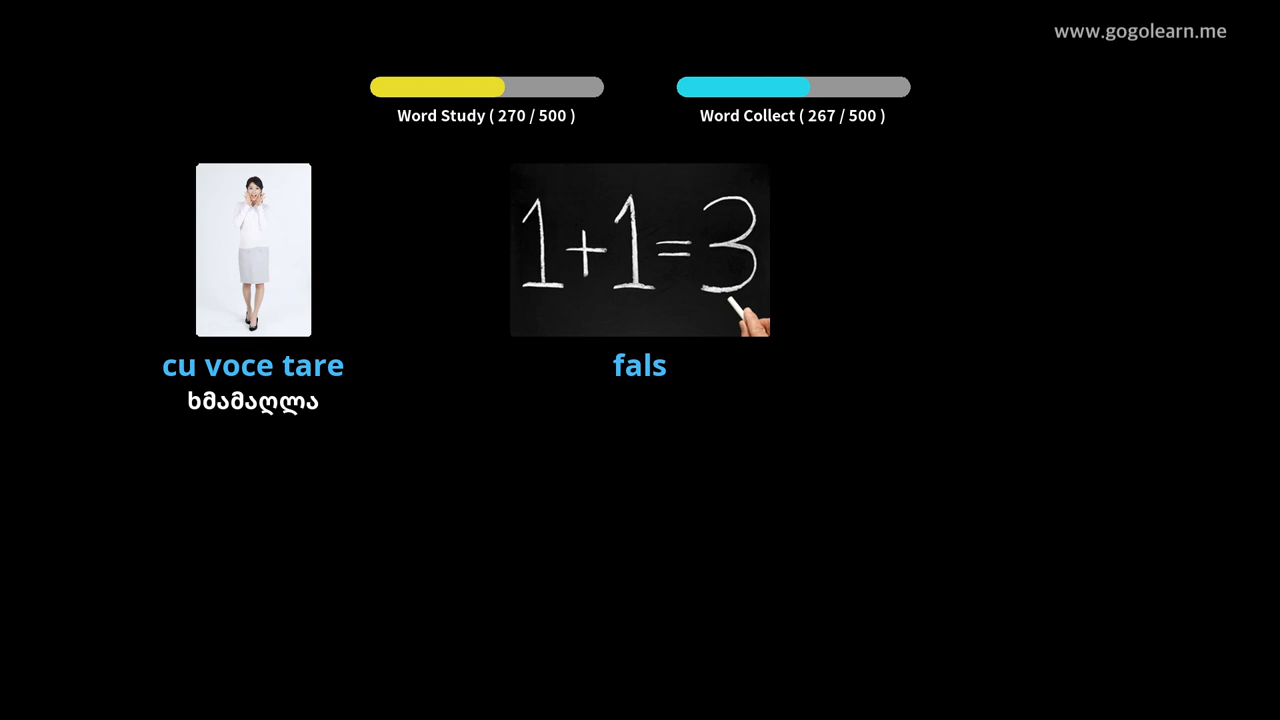 www.gogolearn.me
Word Study ( 270 / 500 )
Word Collect ( 267 / 500 )
1+1=3
cu voce tare
fals
ხმამაღლა